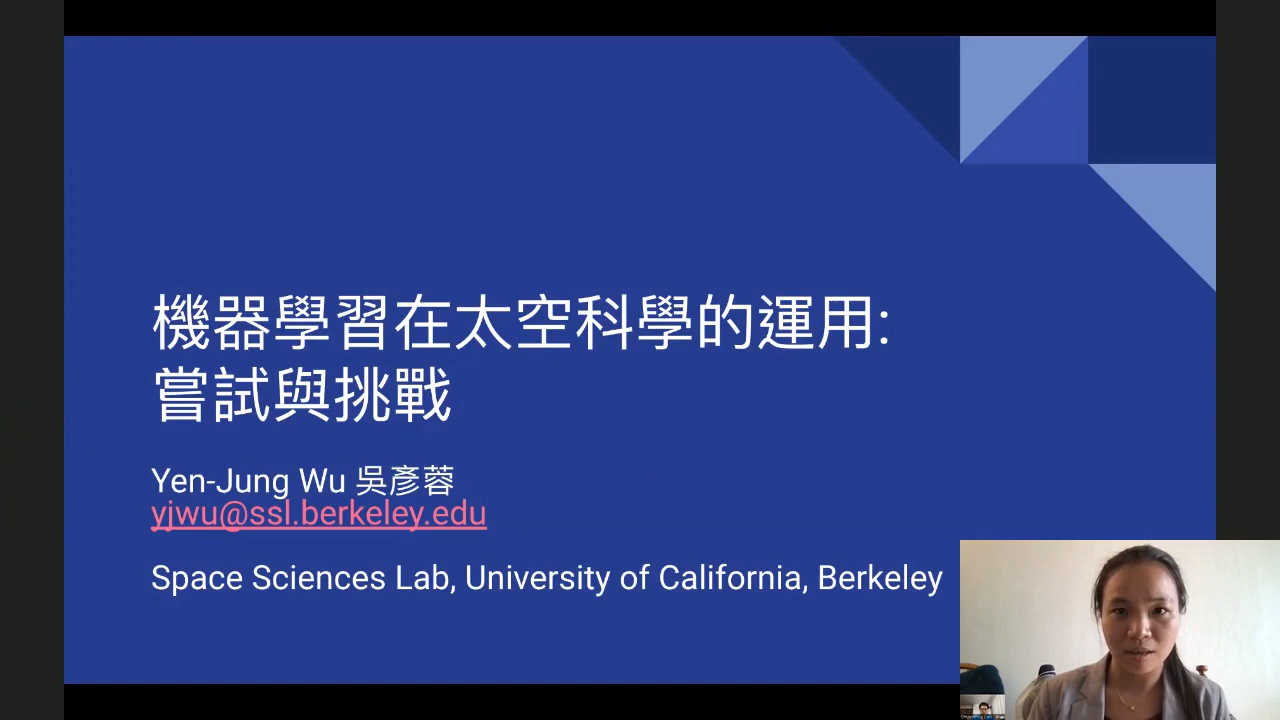 機器學習在太空科學的運用:
嘗試與挑戰
Yen-Jung Wu 吳彥蓉
yjwu@ssl.berkeley.edu
Space Sciences Lab, University of California, Berkeley